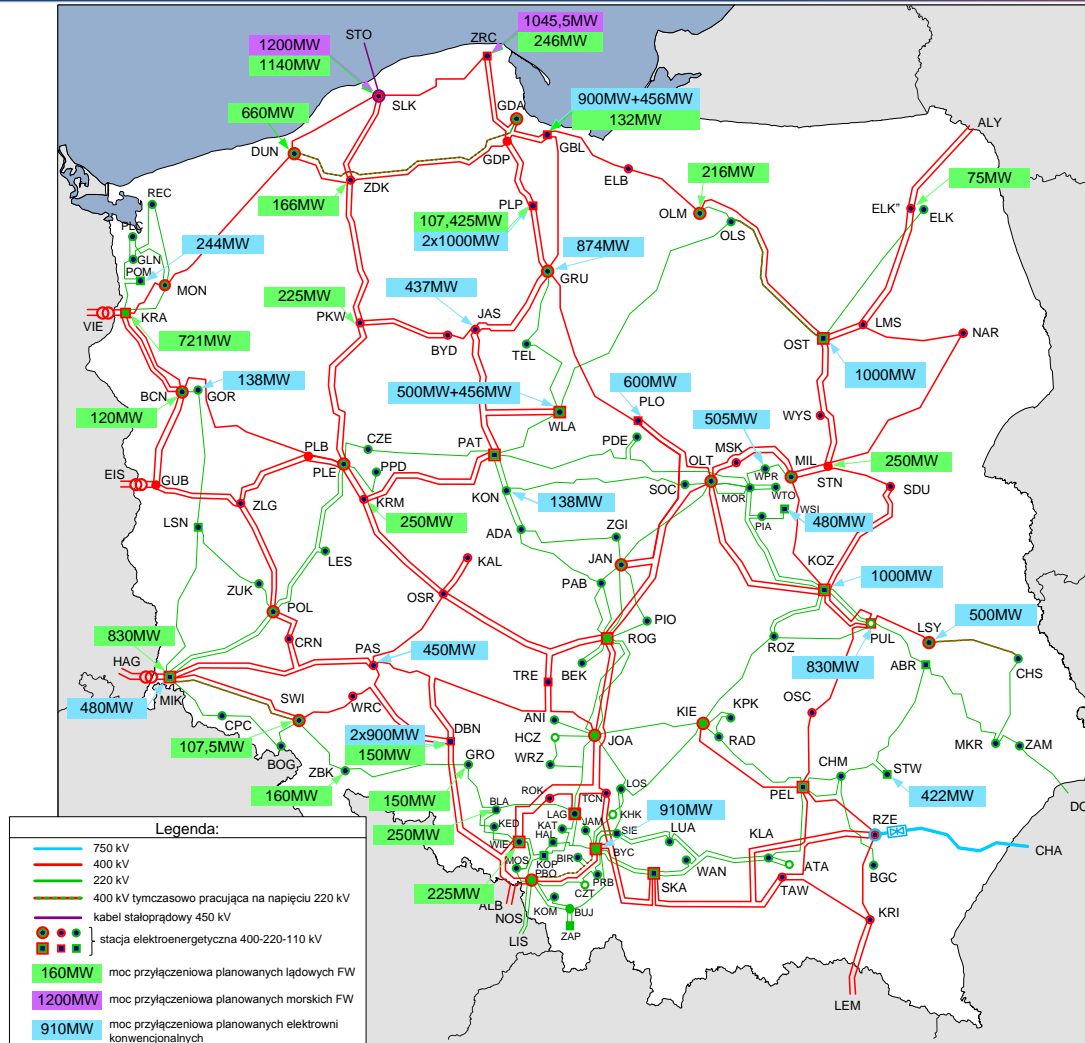 STO
ZRC
1045,5MW
246MW
1200MW
1140MW
SLK
GDA
900MW+456MW
132MW
ALY
660MW
DUN
GDP
GBL
ELB
216MW
75MW
ZDK
166MW
PLP
107,425MW
2x1000MW
OLM
OLS
ELK"
ELK
REC
PLC
GLN
POM
244MW
MON
874MW
GRU
225MW
437MW
VIE
KRA
721MW
PKW
BYD
JAS
TEL
LMS
NAR
OST
1000MW
BCN
GOR
138MW
120MW
500MW+456MW
WLA
600MW
PLO
WYS
505MW
PLB
PLE
CZE
PPD
PAT
PDE
OLT
MSK
MIL
WPR
WTO
STN
250MW
EIS
GUB
ZLG
KRM
250MW
KON
138MW
SOC
MOR
WSI
PIA
480MW
SDU
LSN
LES
ADA
ZGI
JAN
KOZ
1000MW
KAL
ZUK
POL
OSR
PAB
PIO
LSY
500MW
CRN
ROG
ROZ
PUL
830MW
HAG
830MW
PAS
450MW
BEK
ABR
CHS
MIK
480MW
SWI
WRC
TRE
OSC
107,5MW
CPC
BOG
2x900MW
150MW
DBN
ANI
HCZ
WRZ
JOA
KIE
KPK
RAD
MKR
ZAM
ZBK
160MW
GRO
CHM
STW
422MW
150MW
250MW
BLA
KED
WIE
MOS
ROK
TCN
LOS
LAG
KHK
KAT
JAM
SIE
HAL
KOP
BIR
BYC
910MW
LUA
WAN
PEL
KLA
ATA
RZE
DO
CHA
225MW
PBO
CZT
PRB
SKA
TAW
BGC
ALB
NOS
LIS
KOM
BUJ
ZAP
KRI
LEM
Legenda:
750 kV
400 kV
220 kV
400 kV tymczasowo pracująca na napięciu 220 kV
kabel stałoprądowy 450 kV
stacja elektroenergetyczna 400-220-110 kV
160MW moc przyłączeniowa planowanych lądowych FW
1200MW moc przyłączeniowa planowanych morskich FW
910MW moc przyłączeniowa planowanych elektrowni
konwencjonalnych